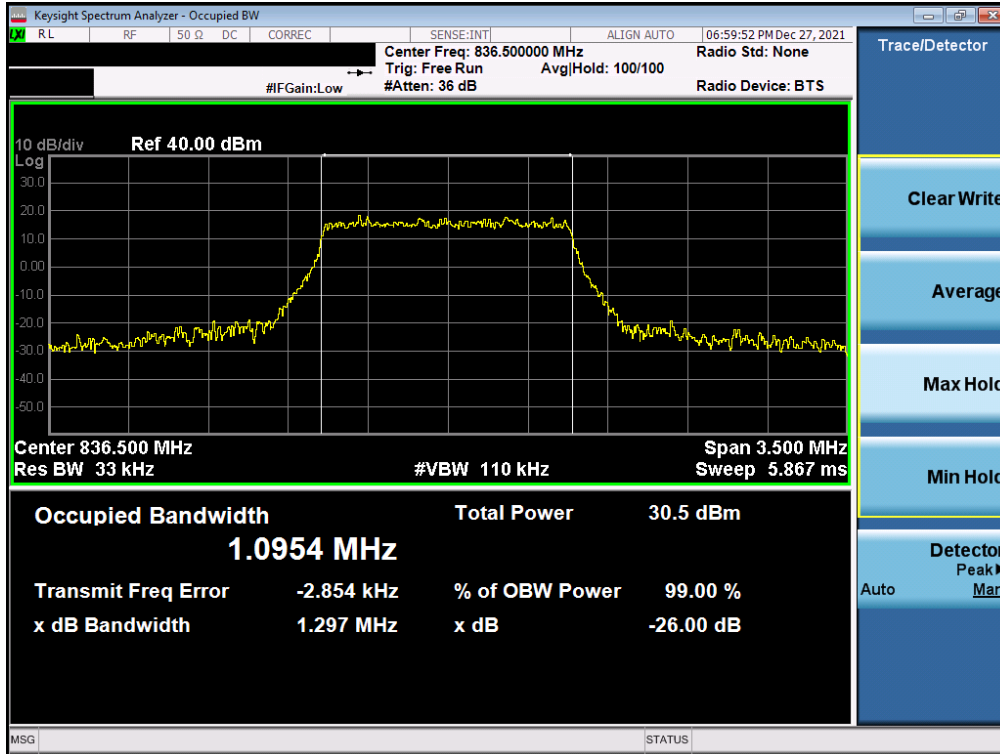 Keysight Spectrum Analyzer - Occupied BW
LXI RL RF 50 Ω DC CORREC SENSE:INT ALIGN AUTO 06:59:52 PM Dec 27, 2021
Center Freq: 836.500000 MHz Radio Std: None
Trig: Free Run Avg|Hold: 100/100
#IFGain:Low #Atten: 36 dB Radio Device: BTS
10 dB/div Ref 40.00 dBm
Log
30.0
20.0
10.0
0.00
-10.0
-20.0
-30.0
-40.0
-50.0
Center 836.500 MHz Span 3.500 MHz
Res BW 33 kHz #VBW 110 kHz Sweep 5.867 ms
Occupied Bandwidth Total Power 30.5 dBm
1.0954 MHz
Transmit Freq Error -2.854 kHz % of OBW Power 99.00 %
x dB Bandwidth 1.297 MHz x dB -26.00 dB
MSG STATUS
Trace/Detector
Clear Write
Average
Max Hold
Min Hold
Detector
Peak▶
Auto Man